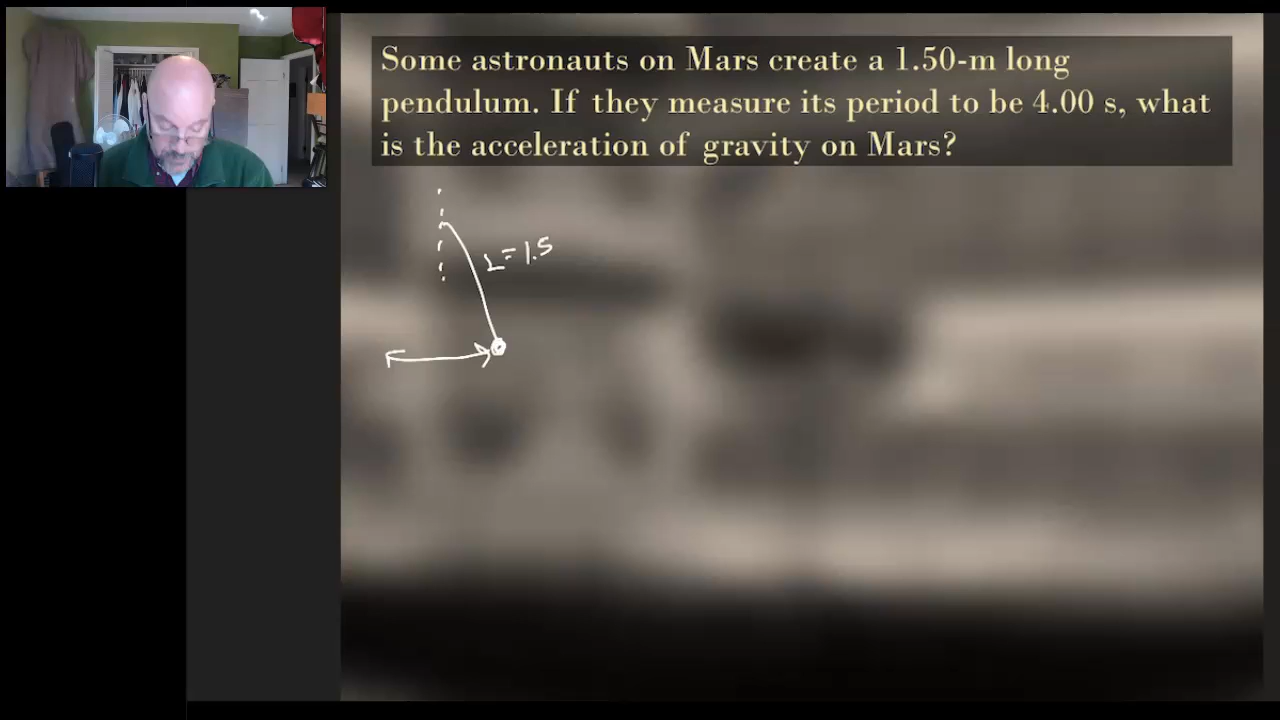 Some astronauts on Mars create a 1.50-m long
pendulum. If they measure its period to be 4.00 s, what
is the acceleration of gravity on Mars?
L = 1.5